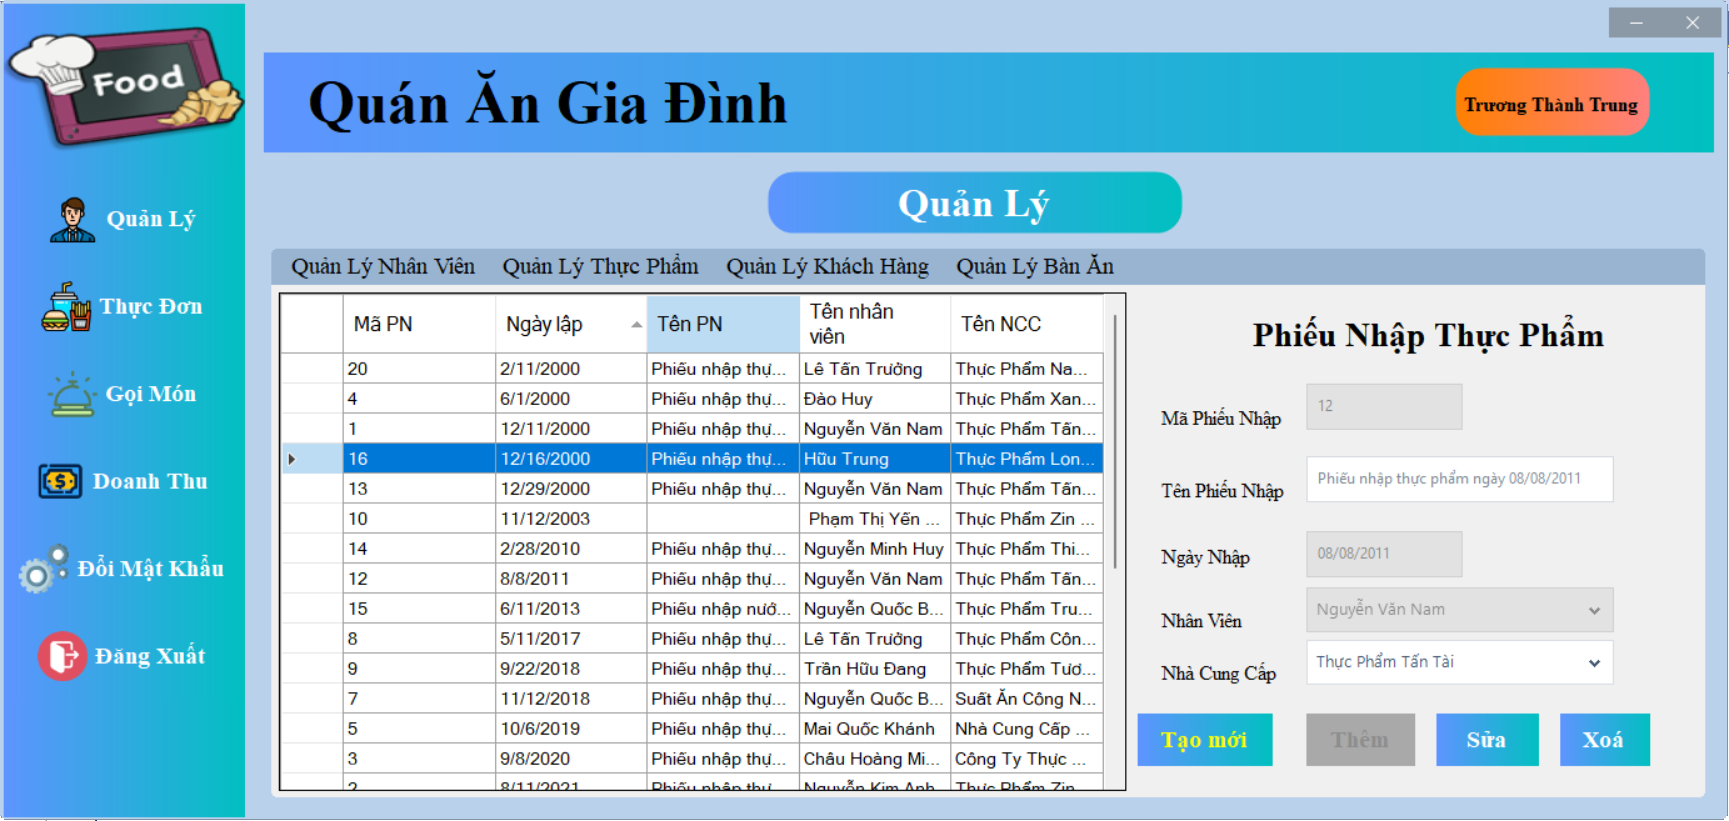 Food
Quán Ăn Gia Đình
Trương Thành Trung
Quản Lý
Quản Lý
Thực Đơn
Gọi Món
Doanh Thu
Đổi Mật Khẩu
Đăng Xuất
Quản Lý Nhân Viên Quản Lý Thực Phẩm Quản Lý Khách Hàng Quản Lý Bàn Ăn
Mã PN Ngày lập Tên PN Tên nhân viên Tên NCC
20 2/11/2000 Phiếu nhập thự... Lê Tấn Trưởng Thực Phẩm Na...
4 6/1/2000 Phiếu nhập thự... Đào Huy Thực Phẩm Xan...
1 12/11/2000 Phiếu nhập thự... Nguyễn Văn Nam Thực Phẩm Tấn...
16 12/16/2000 Phiếu nhập thự... Hữu Trung Thực Phẩm Lon...
13 12/29/2000 Phiếu nhập thự... Nguyễn Văn Nam Thực Phẩm Tấn...
10 11/12/2003 Phạm Thị Yến ... Thực Phẩm Zin ...
14 2/28/2010 Phiếu nhập thự... Nguyễn Minh Huy Thực Phẩm Thi...
12 8/8/2011 Phiếu nhập thự... Nguyễn Văn Nam Thực Phẩm Tấn...
15 6/11/2013 Phiếu nhập nướ... Nguyễn Quốc B... Thực Phẩm Tru...
8 5/11/2017 Phiếu nhập thự... Lê Tấn Trưởng Thực Phẩm Côn...
9 9/22/2018 Phiếu nhập thự... Trần Hữu Đang Thực Phẩm Tươ...
7 11/12/2018 Phiếu nhập thự... Nguyễn Quốc B... Suất Ăn Công N...
5 10/6/2019 Phiếu nhập thự... Mai Quốc Khánh Nhà Cung Cấp ...
3 9/8/2020 Phiếu nhập thự... Châu Hoàng Mi... Công Ty Thực ...
2 8/11/2021 Phiếu nhập thự... Nguyễn Kim Anh Thực Phẩm Zin...
Phiếu Nhập Thực Phẩm
Mã Phiếu Nhập 12
Tên Phiếu Nhập Phiếu nhập thực phẩm ngày 08/08/2011
Ngày Nhập 08/08/2011
Nhân Viên Nguyễn Văn Nam
Nhà Cung Cấp Thực Phẩm Tấn Tài
Tạo mới Thêm Sửa Xoá